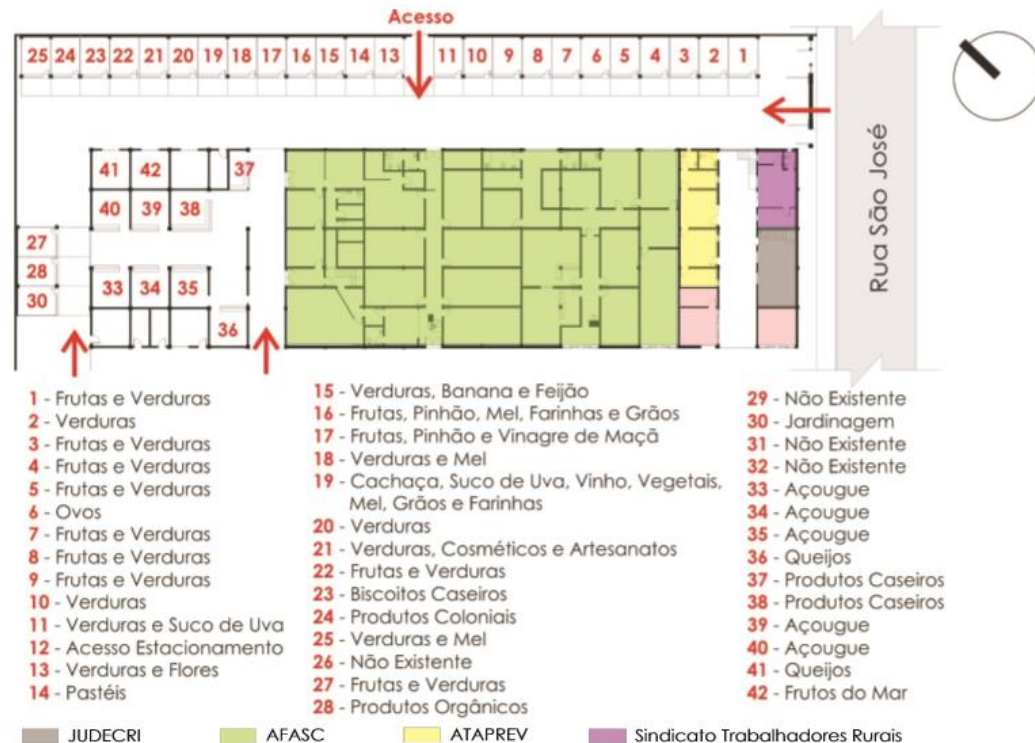 Acesso
25 24 23 22 21 20 19 18 17 16 15 14 13 11 10 9 8 7 6 5 4 3 2 1
Rua São José
41 42 37
40 39 38
27
28
30
33 34 35
36
1 - Frutas e Verduras
2 - Verduras
3 - Frutas e Verduras
4 - Frutas e Verduras
5 - Frutas e Verduras
6 - Ovos
7 - Frutas e Verduras
8 - Frutas e Verduras
9 - Frutas e Verduras
10 - Verduras
11 - Verduras e Suco de Uva
12 - Acesso Estacionamento
13 - Verduras e Flores
14 - Pastéis
15 - Verduras, Banana e Feijão
16 - Frutas, Pinhão, Mel, Farinhas e Grãos
17 - Frutas, Pinhão e Vinagre de Maçã
18 - Verduras e Mel
19 - Cachaça, Suco de Uva, Vinho, Vegetais,
Mel, Grãos e Farinhas
20 - Verduras
21 - Verduras, Cosméticos e Artesanatos
22 - Frutas e Verduras
23 - Biscoitos Caseiros
24 - Produtos Coloniais
25 - Verduras e Mel
26 - Não Existente
27 - Frutas e Verduras
28 - Produtos Orgânicos
29 - Não Existente
30 - Jardinagem
31 - Não Existente
32 - Não Existente
33 - Açougue
34 - Açougue
35 - Açougue
36 - Queijos
37 - Produtos Caseiros
38 - Produtos Caseiros
39 - Açougue
40 - Açougue
41 - Queijos
42 - Frutos do Mar
JUDECRI AFASC ATAPREV Sindicato Trabalhadores Rurais